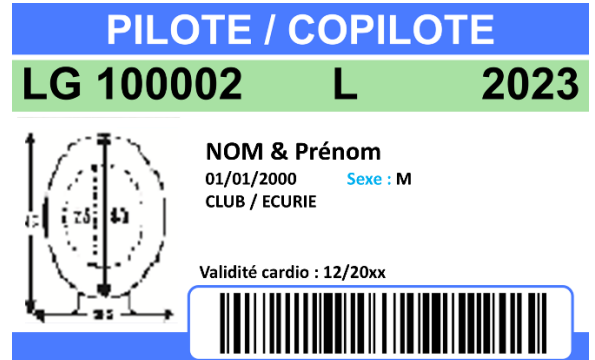 PILOTE / COPILOTE
LG 100002 L 2023
NOM & Prénom
01/01/2000 Sexe : M
CLUB / ECURIE
Validité cardio : 12/20xx